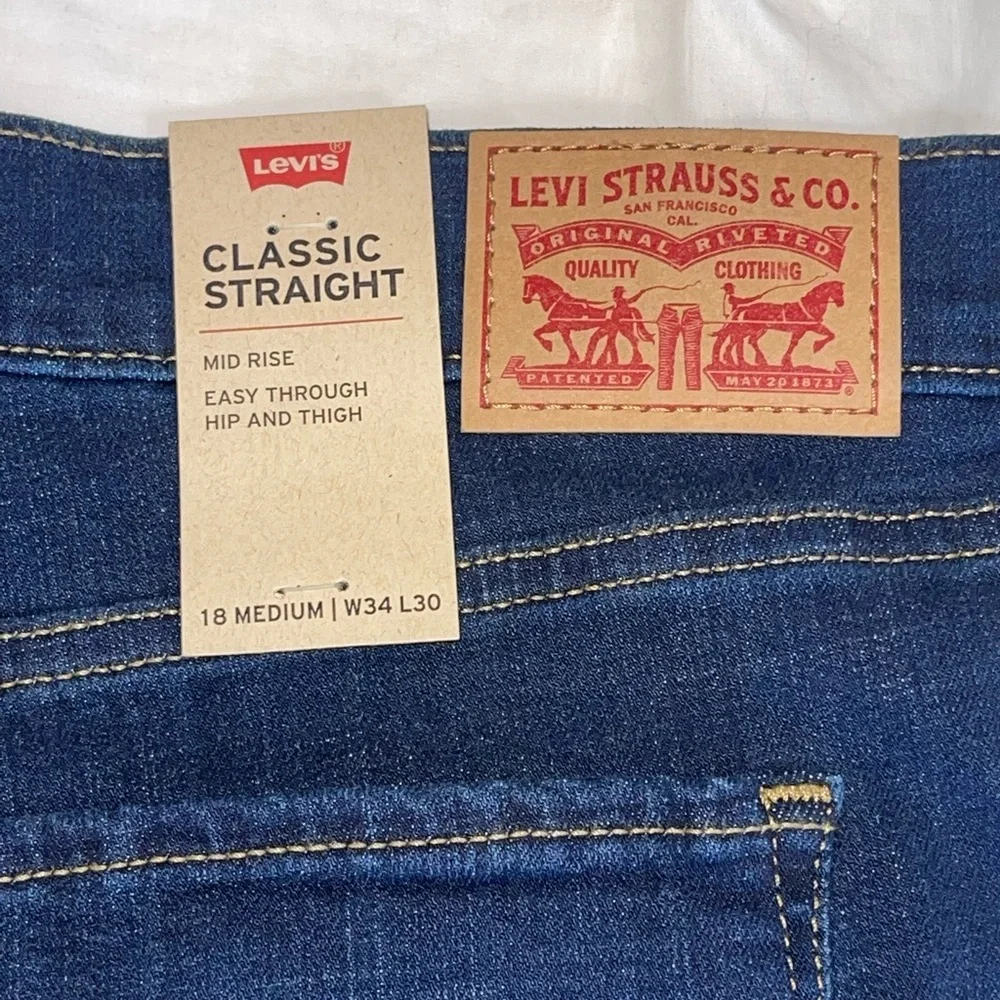 LEVI'S®
CLASSIC
STRAIGHT
MID RISE
EASY THROUGH
HIP AND THIGH
18 MEDIUM | W34 L30
LEVI STRAUSS & CO.
SAN FRANCISCO
CAL.
ORIGINAL RIVETED
QUALITY CLOTHING
PATENTED MAY 20 1873 ®